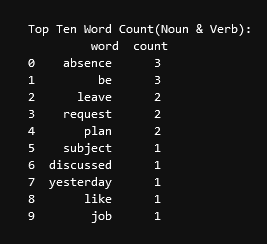 Top Ten Word Count(Noun & Verb):
word count
0 absence 3
1 be 3
2 leave 2
3 request 2
4 plan 2
5 subject 1
6 discussed 1
7 yesterday 1
8 like 1
9 job 1